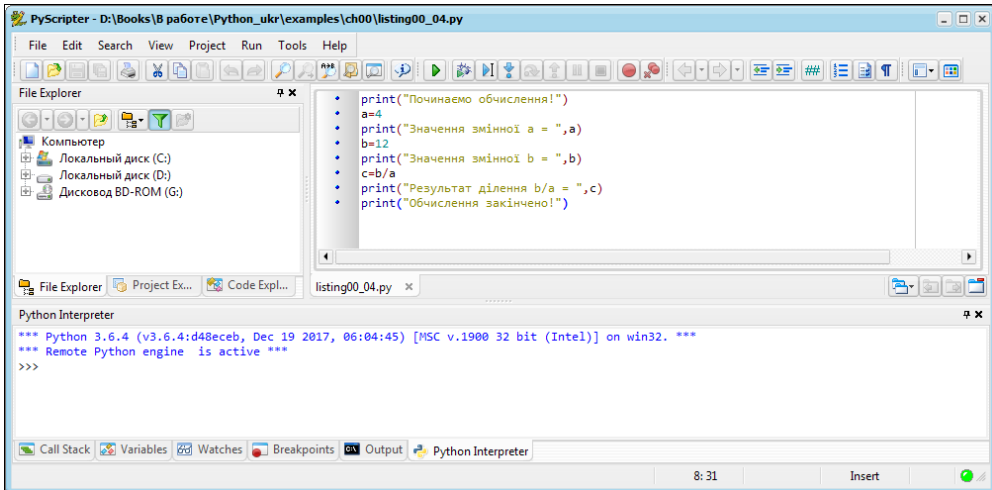 PyScripter - D:\Books\В работе\Python_ukr\examples\ch00\listing00_04.py
File Edit Search View Project Run Tools Help
File Explorer
Компьютер
Локальный диск (C:)
Локальный диск (D:)
Дисковод BD-ROM (G:)
File Explorer Project Ex... Code Expl...
print("Починаємо обчислення!")
a=4
print("Значення змінної a = ",a)
b=12
print("Значення змінної b = ",b)
c=b/a
print("Результат ділення b/a = ",c)
print("Обчислення закінчено!")
listing00_04.py
Python Interpreter
*** Python 3.6.4 (v3.6.4:d48eceb, Dec 19 2017, 06:04:45) [MSC v.1900 32 bit (Intel)] on win32. ***
*** Remote Python engine  is active ***
>>>
Call Stack Variables Watches Breakpoints Output Python Interpreter
8: 31 Insert